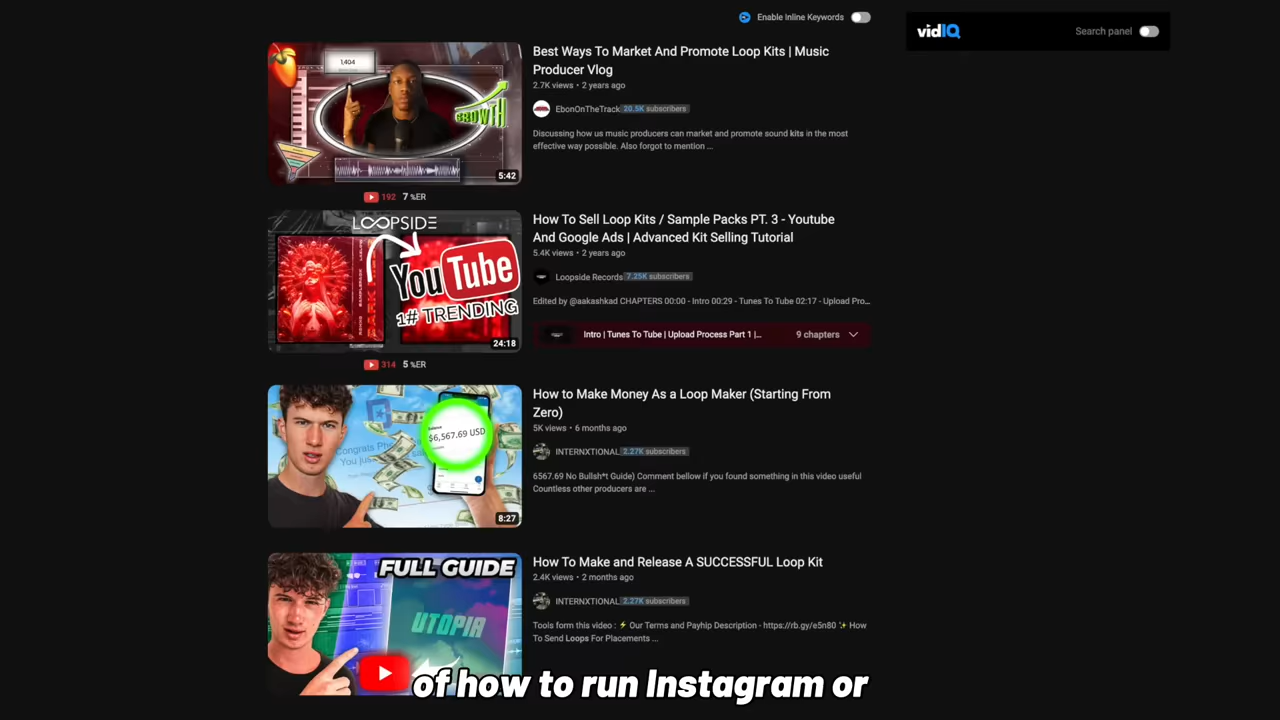 Enable Inline Keywords
vidIQ
Search panel
1,404
GROWTH
5:42
Best Ways To Market And Promote Loop Kits | Music
Producer Vlog
2.7K views • 2 years ago
EbonOnTheTrack 20.5K subscribers
Discussing how us music producers can market and promote sound kits in the most
effective way possible. Also forgot to mention ...
192 7 %ER
LOOPSIDE
YouTube
1# TRENDING
24:18
How To Sell Loop Kits / Sample Packs PT. 3 - Youtube
And Google Ads | Advanced Kit Selling Tutorial
5.4K views • 2 years ago
Loopside Records 7.25K subscribers
Edited by @aakashkad CHAPTERS 00:00 - Intro 00:29 - Tunes To Tube 02:17 - Upload Pro...
Intro | Tunes To Tube | Upload Process Part 1 |...
9 chapters
314 5 %ER
Congrats
You just
$6,567.69 USD
8:27
How to Make Money As a Loop Maker (Starting From
Zero)
5K views • 6 months ago
INTERNXTIONAL 2.27K subscribers
6567.69 No Bullsh*t Guide) Comment bellow if you found something in this video useful
Countless other producers are ...
FULL GUIDE
UTOPIA
How To Make and Release A SUCCESSFUL Loop Kit
2.4K views • 2 months ago
INTERNXTIONAL 2.27K subscribers
Tools form this video : ⚡ Our Terms and Payhip Description - https://rb.gy/e5n80 ✨ How
To Send Loops For Placements ...
of how to run Instagram or